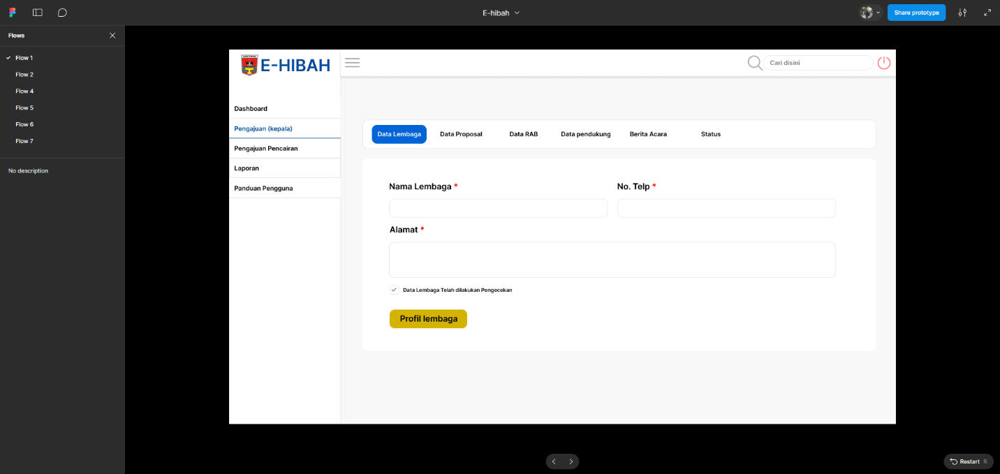 E-hibah
Share prototype
Flows
Flow 1
Flow 2
Flow 4
Flow 5
Flow 6
Flow 7
No description
E-HIBAH
Cari disini
Dashboard
Pengajuan (kepala)
Pengajuan Pencairan
Laporan
Panduan Pengguna
Data Lembaga Data Proposal Data RAB Data pendukung Berita Acara Status
Nama Lembaga * No. Telp *
Alamat *
Data Lembaga Telah dilakukan Pengecekan
Profil lembaga
Restart R